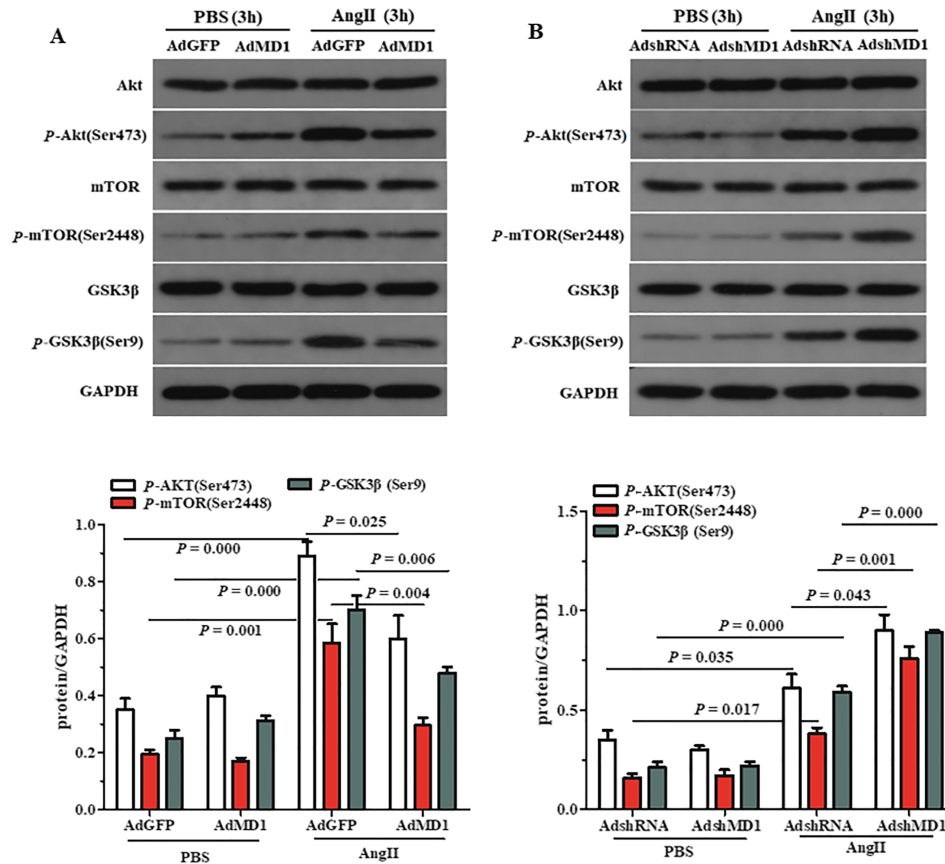 A
PBS (3h) AngII (3h)
AdGFP AdMD1 AdGFP AdMD1
Akt
P-Akt(Ser473)
mTOR
P-mTOR(Ser2448)
GSK3β
P-GSK3β(Ser9)
GAPDH
P-AKT(Ser473)
P-mTOR(Ser2448)
P-GSK3β (Ser9)
protein/GAPDH
1.0
0.8
0.6
0.4
0.2
0.0
P = 0.025
P = 0.000
P = 0.006
P = 0.000
P = 0.004
P = 0.001
AdGFP AdMD1 AdGFP AdMD1
PBS AngII
B
PBS (3h) AngII (3h)
AdshRNA AdshMD1 AdshRNA AdshMD1
Akt
P-Akt(Ser473)
mTOR
P-mTOR(Ser2448)
GSK3β
P-GSK3β(Ser9)
GAPDH
P-AKT(Ser473)
P-mTOR(Ser2448)
P-GSK3β (Ser9)
protein/GAPDH
1.5
1.0
0.5
0.0
P = 0.000
P = 0.001
P = 0.043
P = 0.000
P = 0.035
P = 0.017
AdshRNA AdshMD1 AdshRNA AdshMD1
PBS AngII